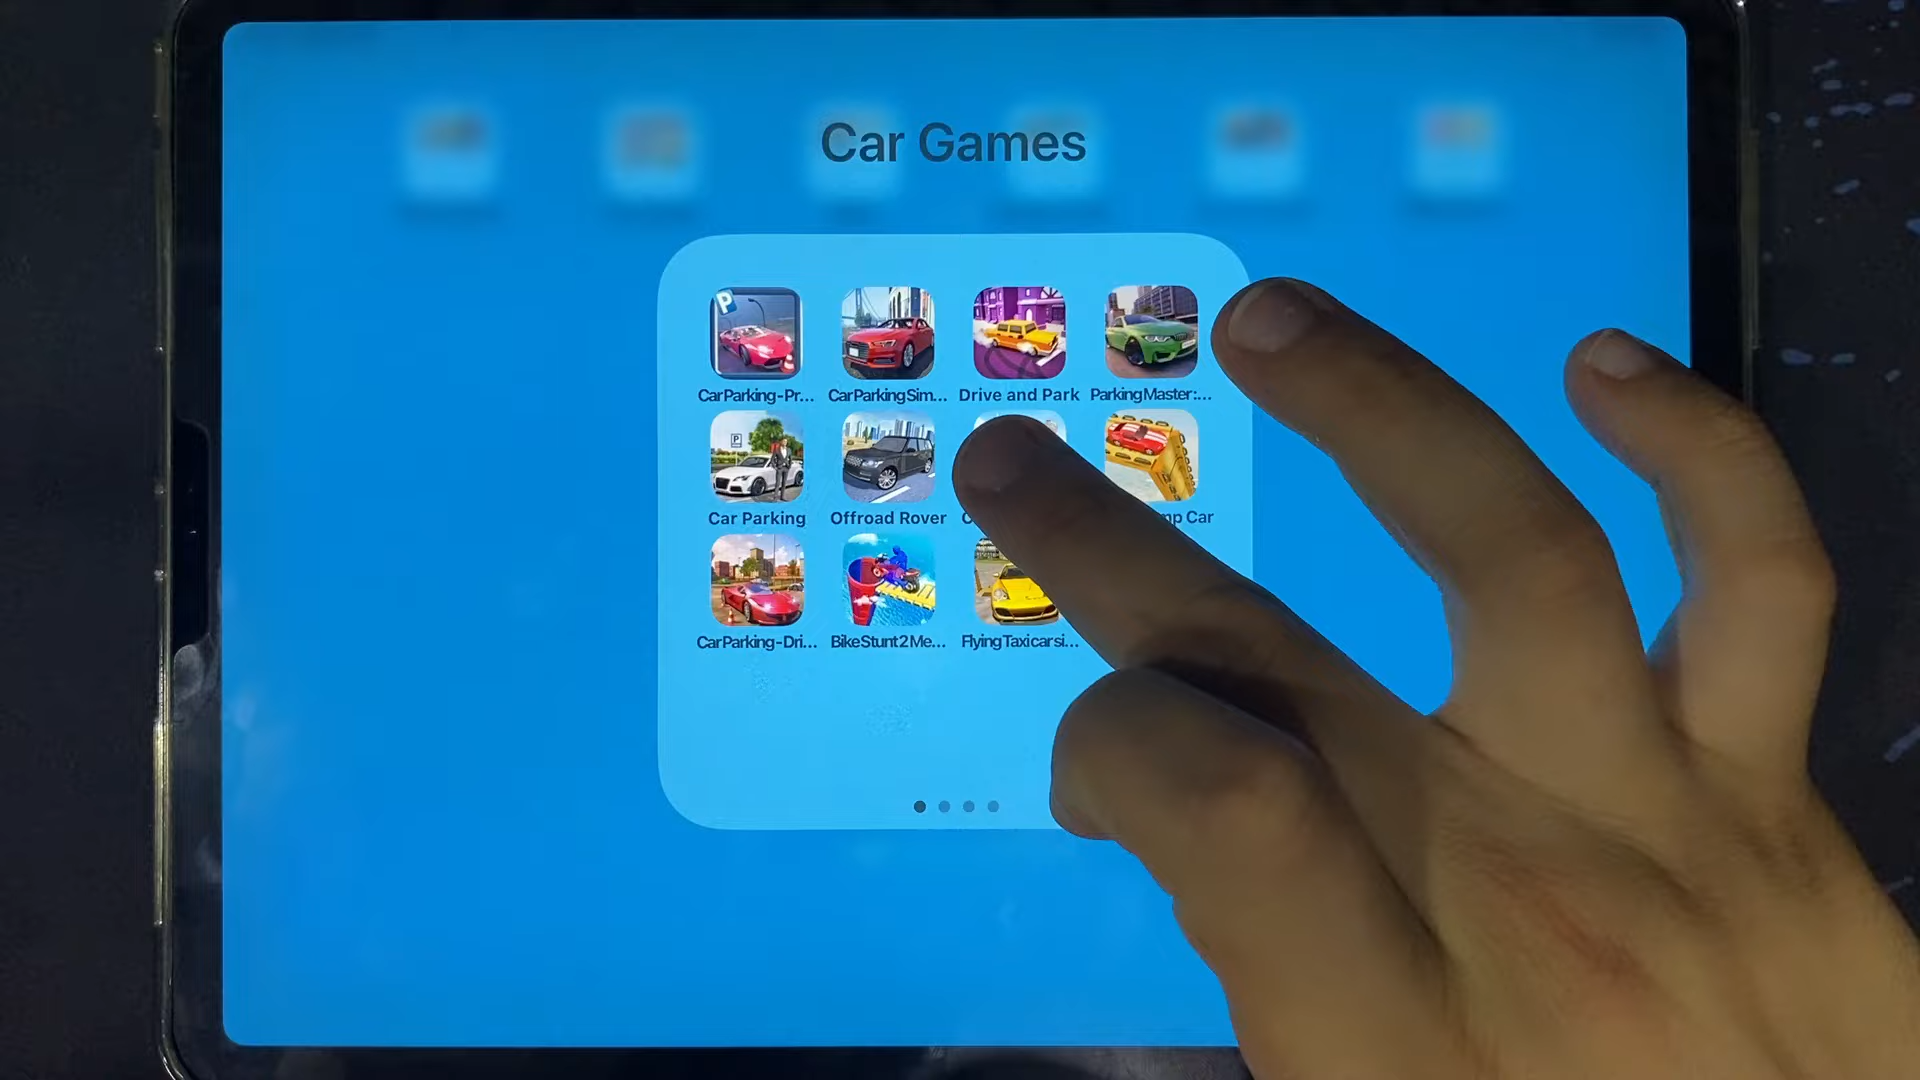 Car Games
CarParking-Pr... CarParkingSim... Drive and Park ParkingMaster:...
Car Parking Offroad Rover Car
CarParking-Dri... BikeStunt2Me... FlyingTaxicarsi...